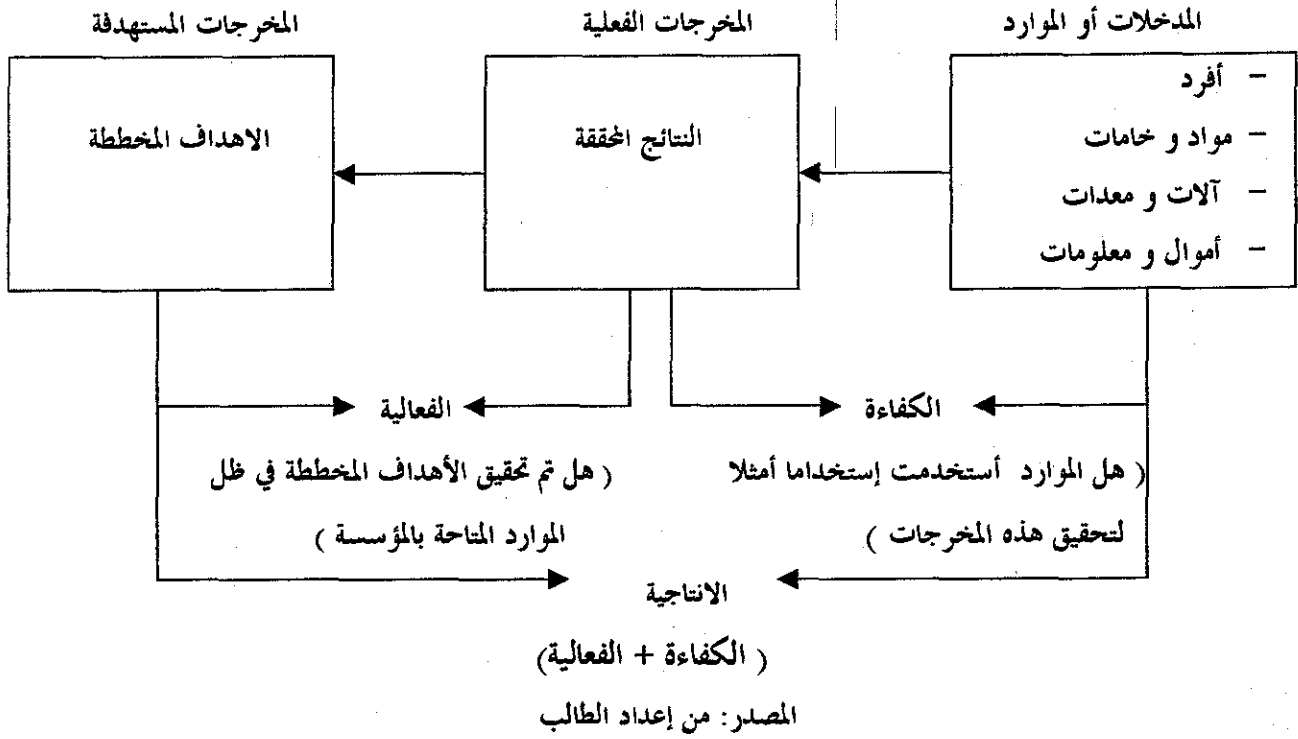 المدخلات أو الموارد
المخرجات الفعلية
المخرجات المستهدفة
- أفرد
- مواد و خامات
- آلات و معدات
- أموال و معلومات
النتائج المحققة
الاهداف المخططة
الكفاءة
الفعالية
( هل الموارد أستخدمت إستخداما أمثلا
لتحقيق هذه المخرجات )
( هل تم تحقيق الأهداف المخططة في ظل
الموارد المتاحة بالمؤسسة )
الانتاجية
( الكفاءة + الفعالية)
المصدر: من إعداد الطالب